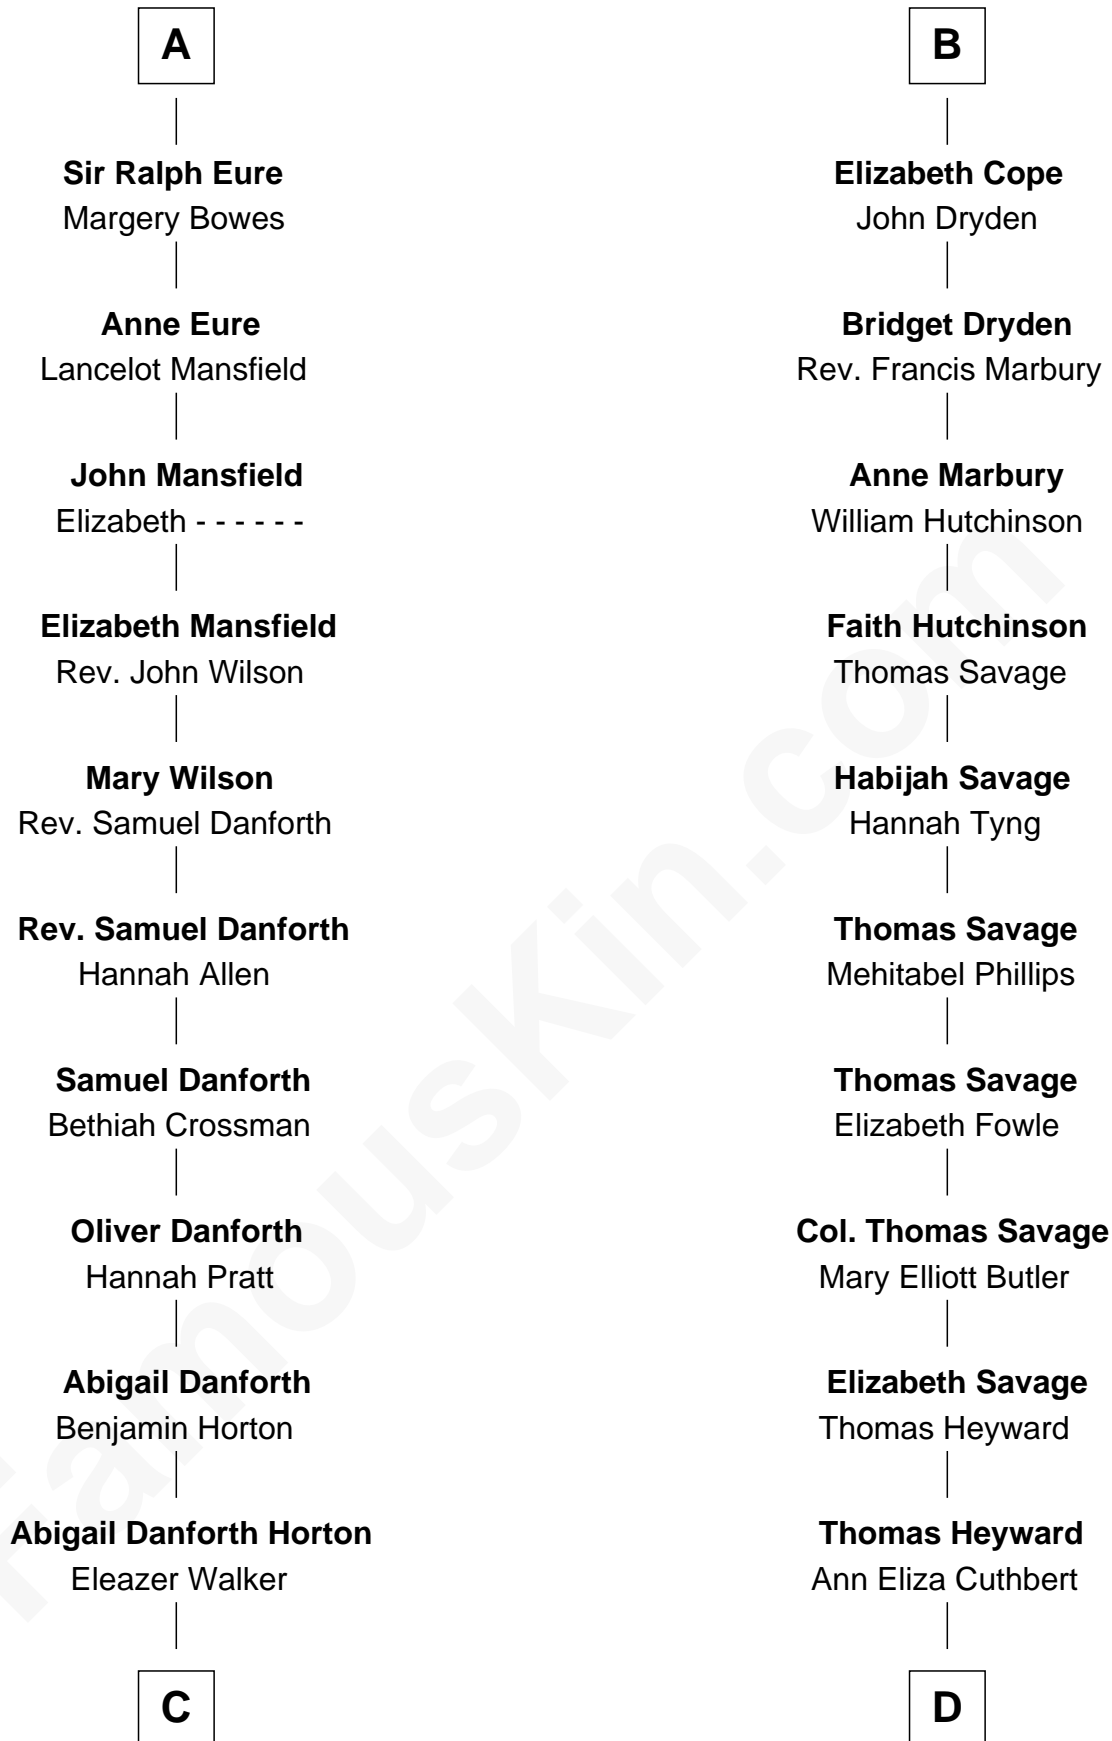 A
Sir Ralph Eure
Margery Bowes
Anne Eure
Lancelot Mansfield
John Mansfield
Elizabeth - - - - - -
Elizabeth Mansfield
Rev. John Wilson
Mary Wilson
Rev. Samuel Danforth
Rev. Samuel Danforth
Hannah Allen
Samuel Danforth
Bethiah Crossman
Oliver Danforth
Hannah Pratt
Abigail Danforth
Benjamin Horton
Abigail Danforth Horton
Eleazer Walker
C
B
Elizabeth Cope
John Dryden
Bridget Dryden
Rev. Francis Marbury
Anne Marbury
William Hutchinson
Faith Hutchinson
Thomas Savage
Habijah Savage
Hannah Tyng
Thomas Savage
Mehitabel Phillips
Thomas Savage
Elizabeth Fowle
Col. Thomas Savage
Mary Elliott Butler
Elizabeth Savage
Thomas Heyward
Thomas Heyward
Ann Eliza Cuthbert
D
FamousKin.com